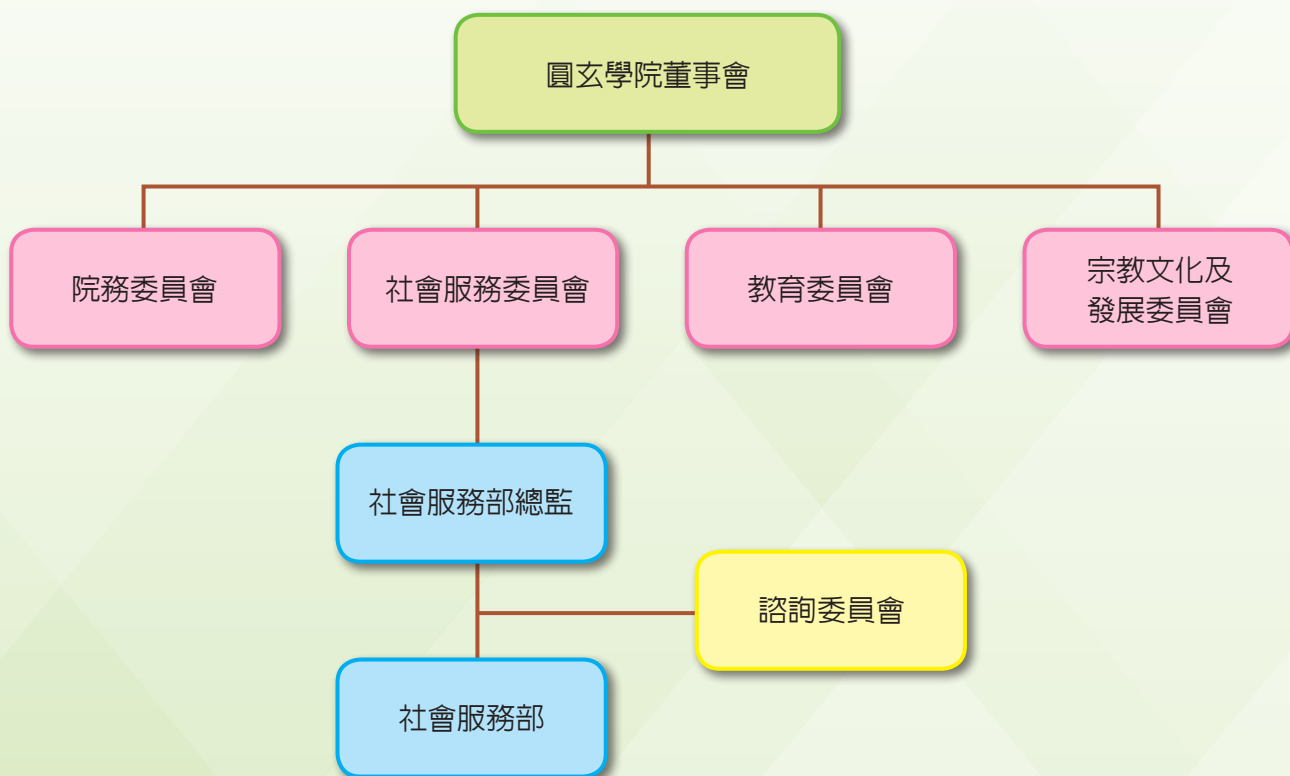 圓玄學院董事會
院務委員會
社會服務委員會
教育委員會
宗教文化及
發展委員會
社會服務部總監
諮詢委員會
社會服務部